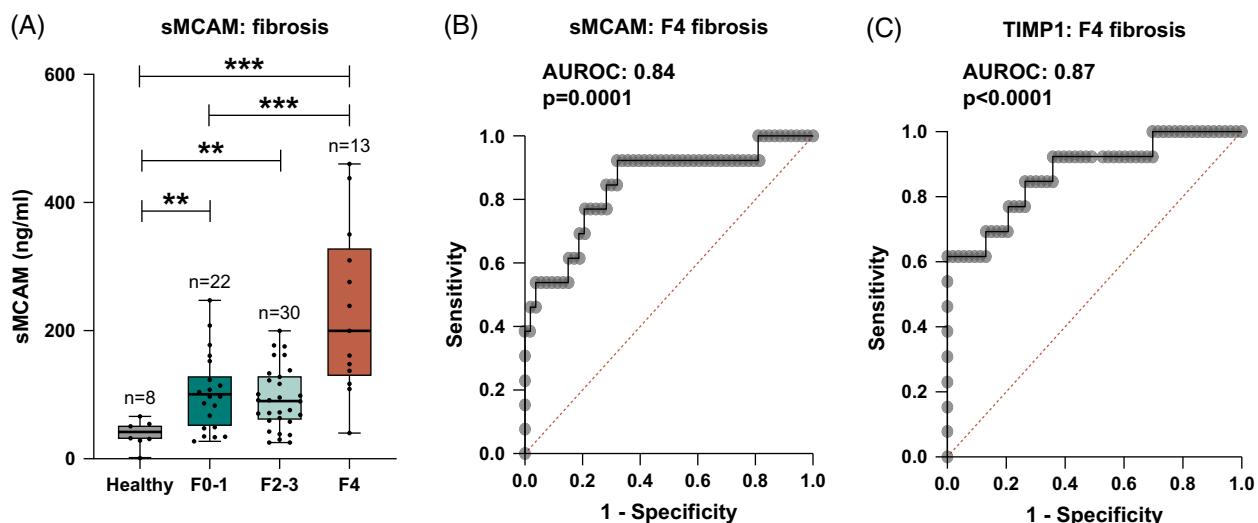 (A)
sMCAM: fibrosis
sMCAM (ng/ml)
600
400
200
0
***
***
**
**
n=8
n=22
n=30
n=13
Healthy
F0-1
F2-3
F4
(B)
sMCAM: F4 fibrosis
AUROC: 0.84
p=0.0001
Sensitivity
1.0
0.8
0.6
0.4
0.2
0.0
0.0 0.2 0.4 0.6 0.8 1.0
1 - Specificity
(C)
TIMP1: F4 fibrosis
AUROC: 0.87
p<0.0001
Sensitivity
1.0
0.8
0.6
0.4
0.2
0.0
0.0 0.2 0.4 0.6 0.8 1.0
1 - Specificity